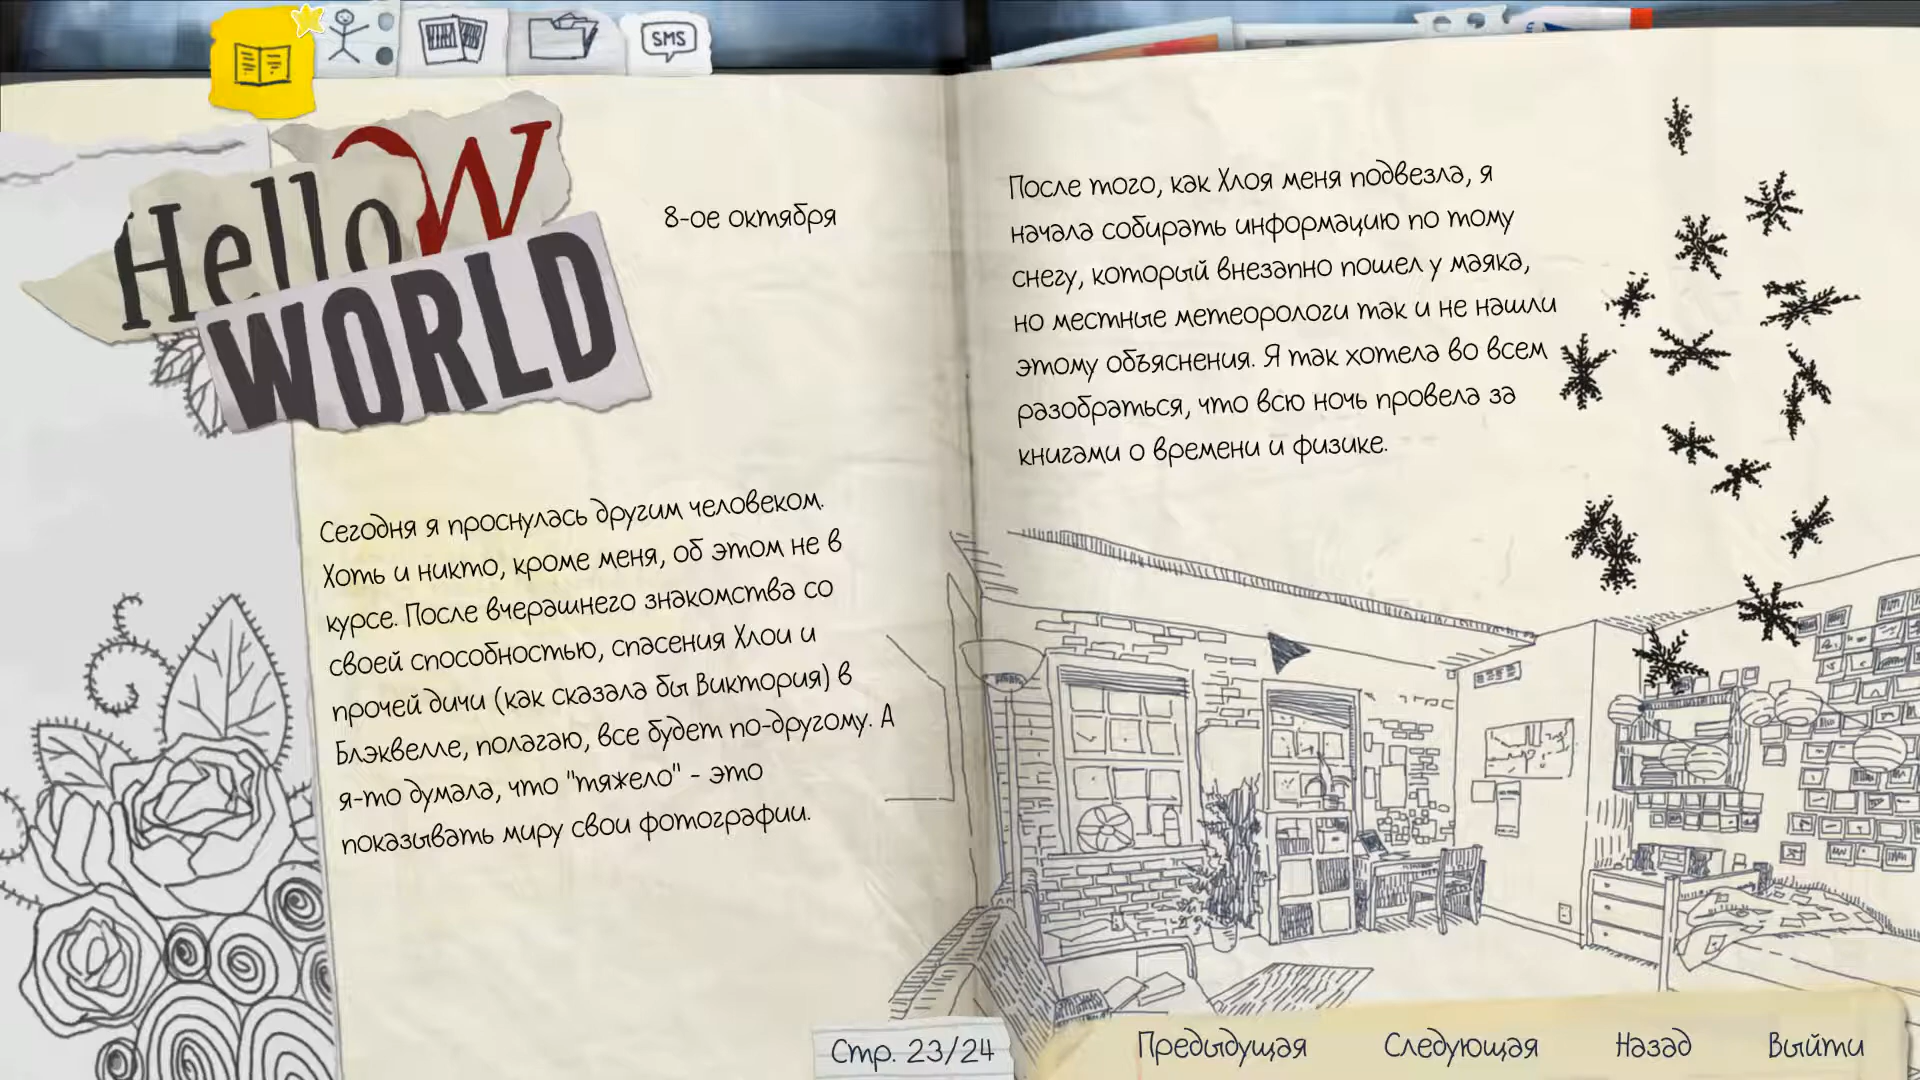 SMS
HelloW
WORLD
8-ое октября
Сегодня я проснулась другим человеком.
Хоть и никто, кроме меня, об этом не в
курсе. После вчерашнего знакомства со
своей способностью, спасения Хлои и
прочей дичи (как сказала бы Виктория) в
Блэквелле, полагаю, все будет по-другому. А
я-то думала, что "тяжело" - это
показывать миру свои фотографии.
После того, как Хлоя меня подвезла, я
начала собирать информацию по тому
снегу, который внезапно пошел у маяка,
но местные метеорологи так и не нашли
этому объяснения. Я так хотела во всем
разобраться, что всю ночь провела за
книгами о времени и физике.
Стр. 23/24
Предыдущая
Следующая
Назад
Выйти